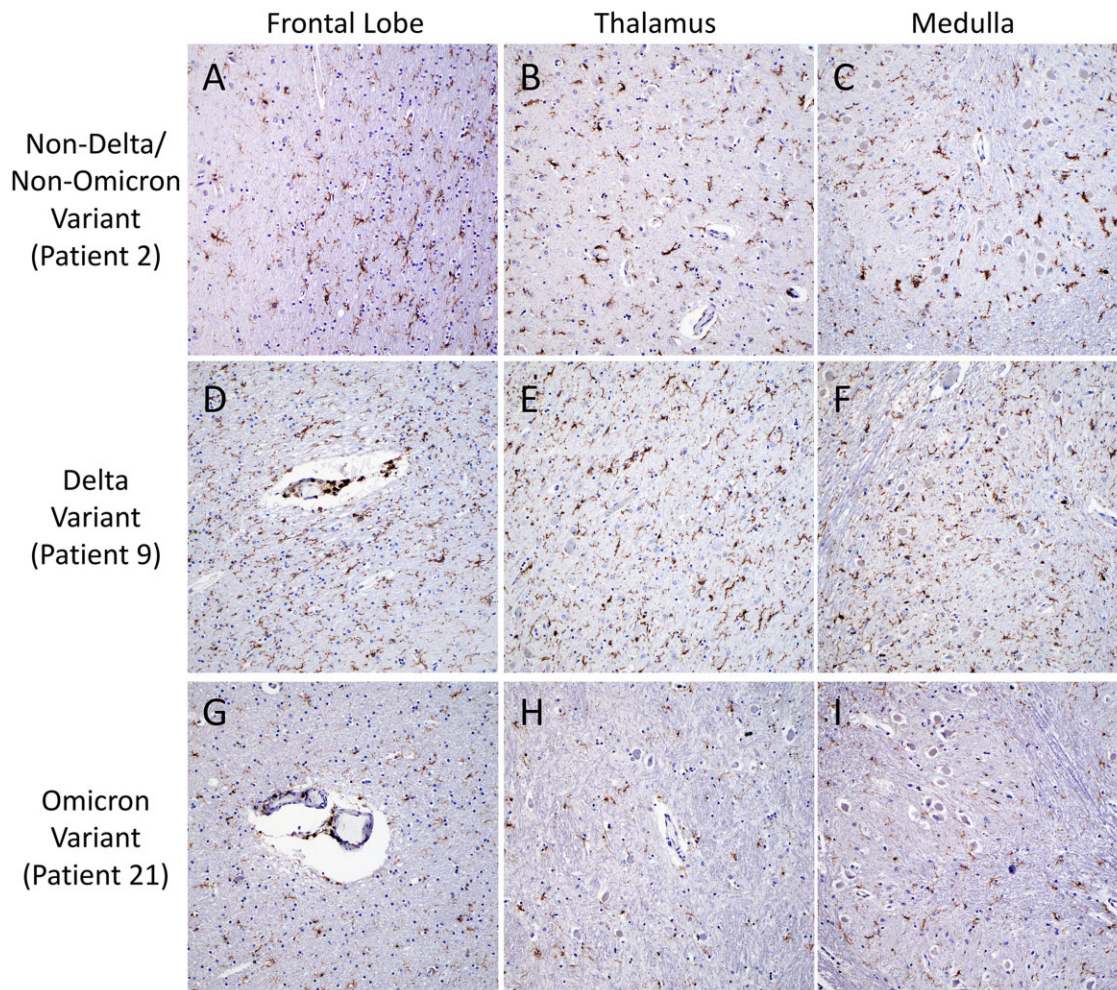 Frontal Lobe
Thalamus
Medulla
Non-Delta/
Non-Omicron
Variant
(Patient 2)
A
B
C
Delta
Variant
(Patient 9)
D
E
F
Omicron
Variant
(Patient 21)
G
H
I